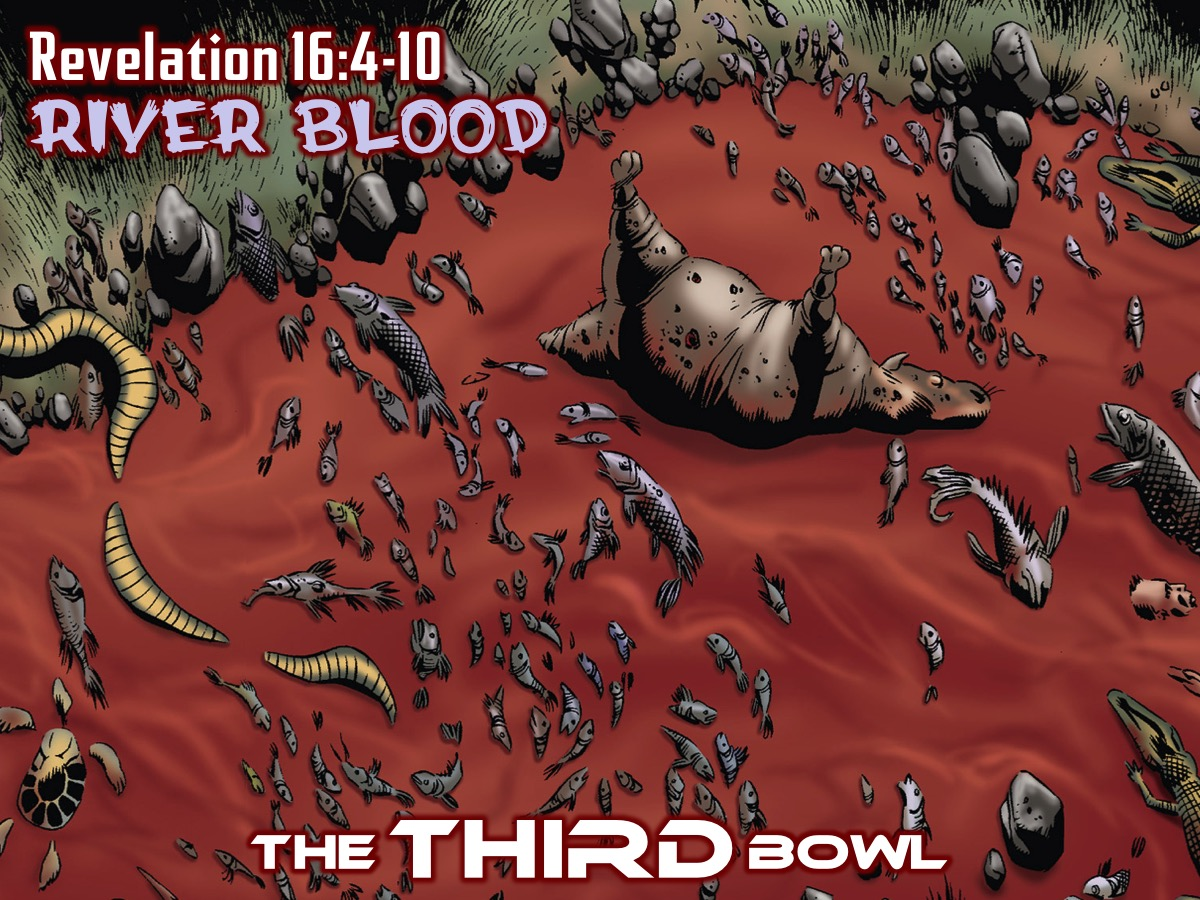 Revelation 16:4-10
RIVER BLOOD
THE THIRD BOWL